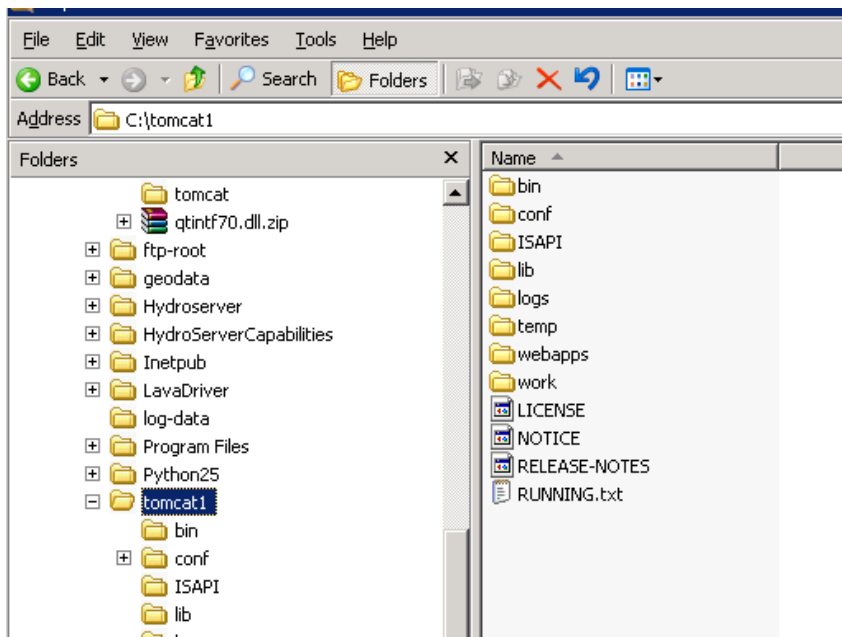 File Edit View Favorites Tools Help
Back Search Folders
Address C:\tomcat1
Folders
tomcat
qtintf70.dll.zip
ftp-root
geodata
Hydroserver
HydroServerCapabilities
Inetpub
LavaDriver
log-data
Program Files
Python25
tomcat1
bin
conf
ISAPI
lib
Name
bin
conf
ISAPI
lib
logs
temp
webapps
work
LICENSE
NOTICE
RELEASE-NOTES
RUNNING.txt